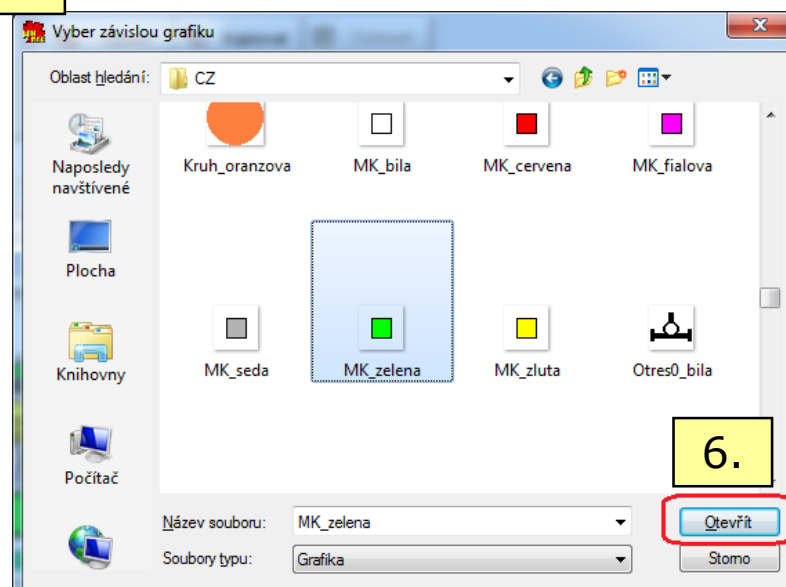 Vyber závislou grafiku
Oblast hledání: CZ
Naposledy navštívené
Plocha
Knihovny
Počítač
Kruh_oranzova MK_bila MK_cervena MK_fialova
MK_seda MK_zelena MK_zluta Otres0_bila
6.
Název souboru: MK_zelena Otevřít
Soubory typu: Grafika Storno